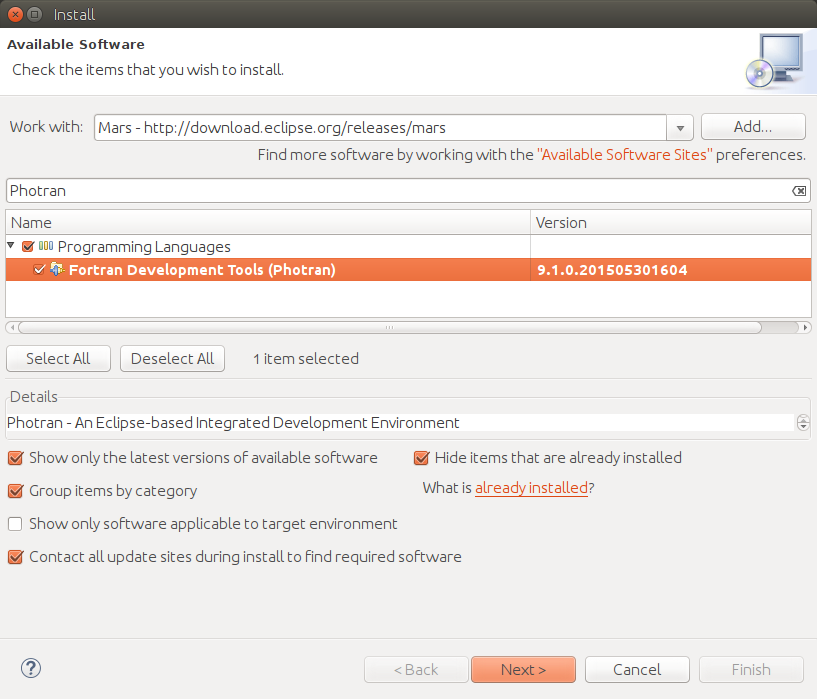 Install
Available Software
Check the items that you wish to install.
Work with: Mars - http://download.eclipse.org/releases/mars Add...
Find more software by working with the "Available Software Sites" preferences.
Photran
Name Version
Programming Languages
Fortran Development Tools (Photran) 9.1.0.201505301604
Select All Deselect All 1 item selected
Details
Photran - An Eclipse-based Integrated Development Environment
Show only the latest versions of available software Hide items that are already installed
Group items by category What is already installed?
Show only software applicable to target environment
Contact all update sites during install to find required software
? < Back Next > Cancel Finish